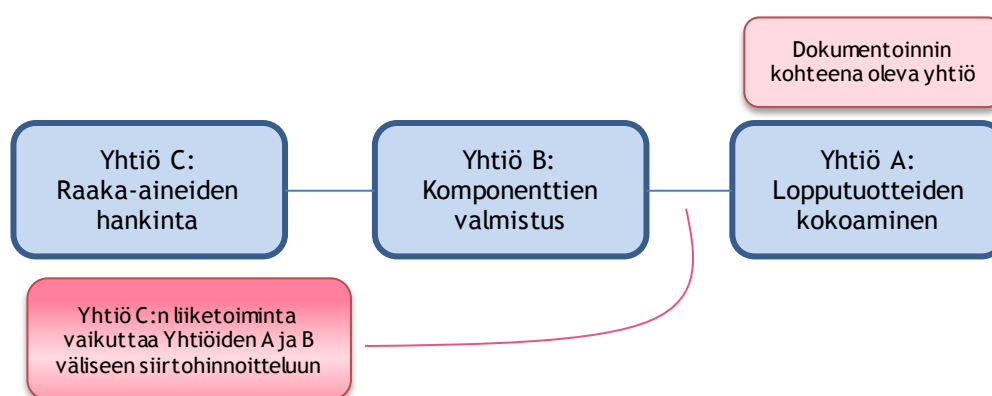 Dokumentoinnin
kohteena oleva yhtiö
Yhtiö C:
Raaka-aineiden
hankinta
Yhtiö B:
Komponenttien
valmistus
Yhtiö A:
Lopputuotteiden
kokoaminen
Yhtiö C:n liiketoiminta
vaikuttaa Yhtiöiden A ja B
väliseen siirtohinnoitteluun